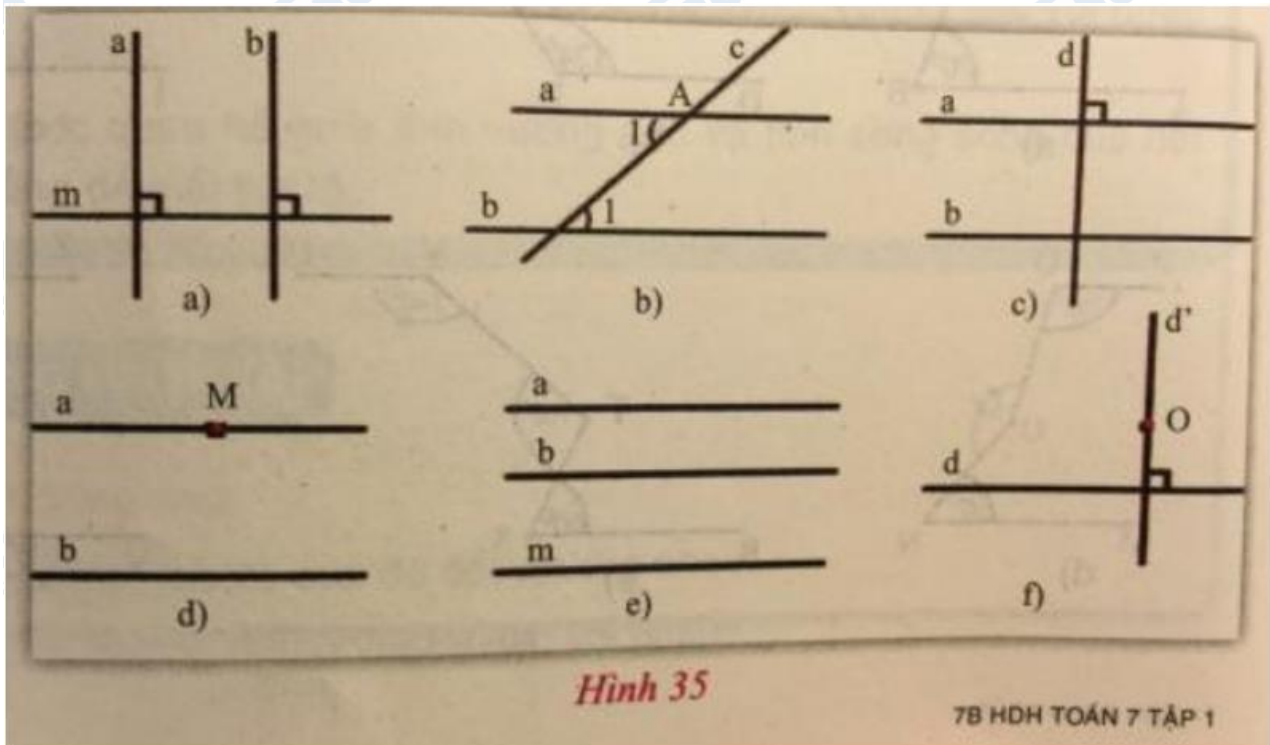 a b
m
a)
c
a A
1
b 1
b)
d
a
b
c)
a M
b
d)
a
b
m
e)
d'
O
d
f)
Hình 35
7B HDH TOÁN 7 TẬP 1